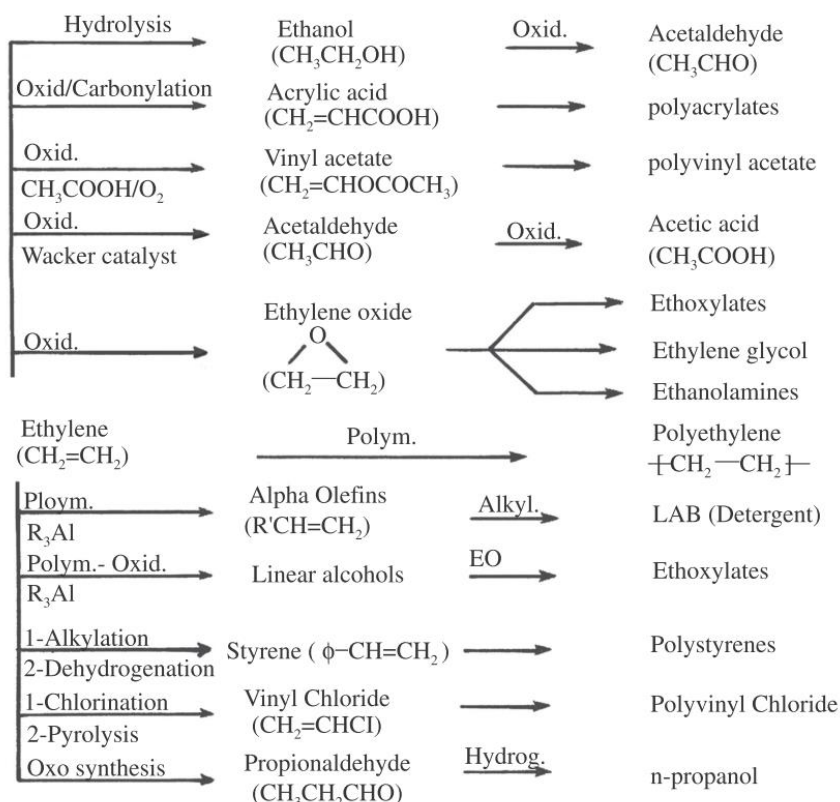 Hydrolysis Ethanol Oxid. Acetaldehyde
(CH₃CH₂OH) (CH₃CHO)
Oxid/Carbonylation Acrylic acid
(CH₂=CHCOOH) polyacrylates
Oxid. Vinyl acetate
CH₃COOH/O₂ (CH₂=CHOCOCH₃) polyvinyl acetate
Oxid. Acetaldehyde Oxid. Acetic acid
Wacker catalyst (CH₃CHO) (CH₃COOH)
Ethylene oxide Ethoxylates
Oxid. O Ethylene glycol
(CH₂—CH₂) Ethanolamines
Ethylene Polym. Polyethylene
(CH₂=CH₂) ⁅CH₂—CH₂⁆
Ploym. Alpha Olefins Alkyl. LAB (Detergent)
R₃Al (R'CH=CH₂)
Polym.- Oxid. Linear alcohols EO Ethoxylates
R₃Al
1-Alkylation Styrene ( ϕ–CH=CH₂) Polystyrenes
2-Dehydrogenation
1-Chlorination Vinyl Chloride Polyvinyl Chloride
2-Pyrolysis (CH₂=CHCI)
Oxo synthesis Propionaldehyde Hydrog. n-propanol
(CH₃CH₂CHO)